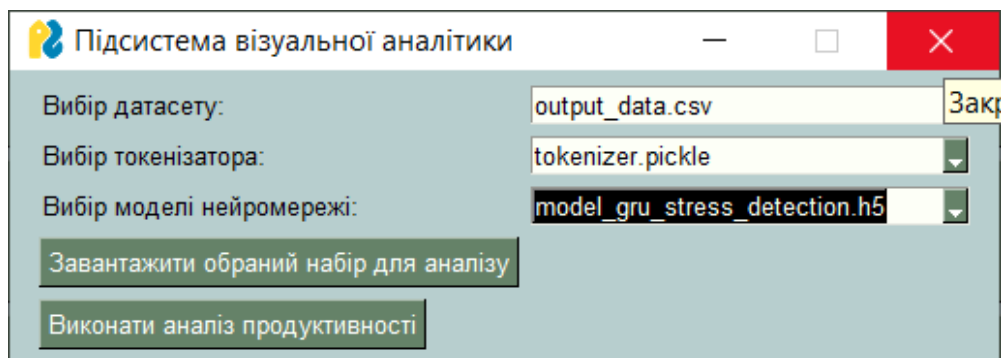 Підсистема візуальної аналітики
Вибір датасету: output_data.csv
Вибір токенізатора: tokenizer.pickle
Вибір моделі нейромережі: model_gru_stress_detection.h5
Завантажити обраний набір для аналізу
Виконати аналіз продуктивності